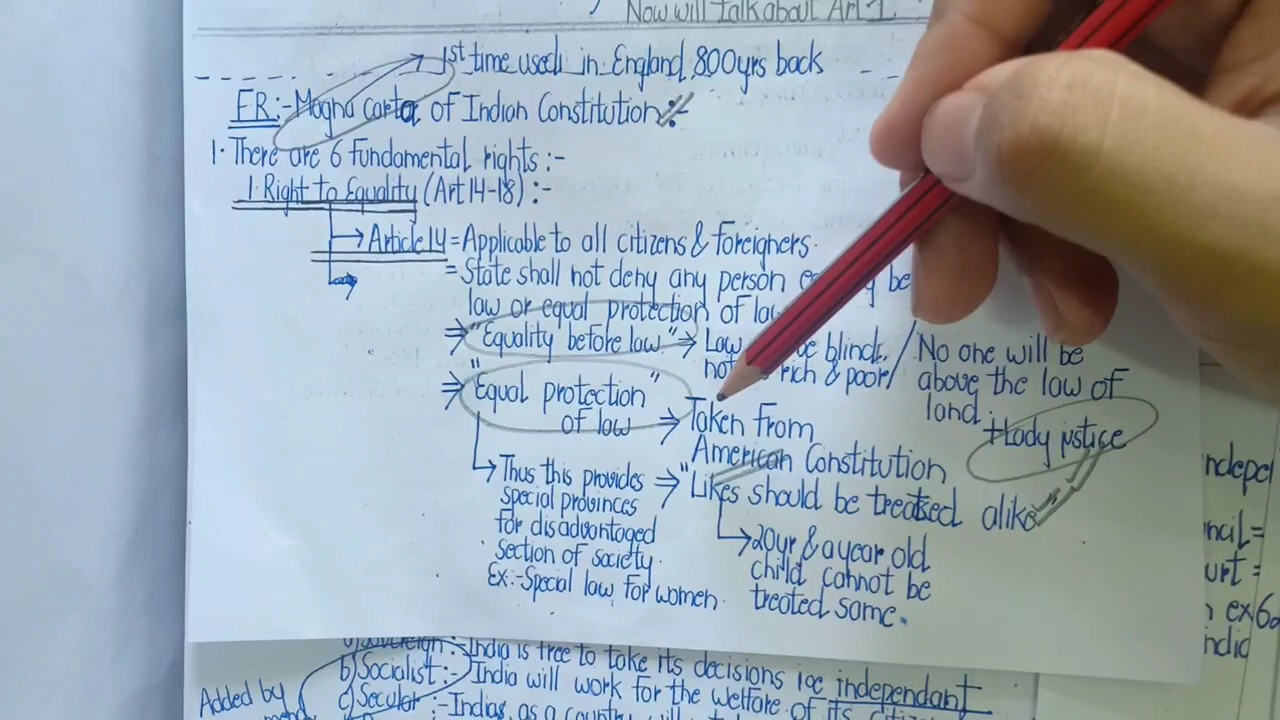 Now will talk about Art 1
1st time used in England 800yrs back
FR:- Magna carta of Indian Constitution:-
1. There are 6 fundamental rights:-
1. Right to Equality (Art 14-18):-
→ Article 14 = Applicable to all citizens & foreigners.
= State shall not deny any person
law or equal protection of
⇒ "Equality before law" ⇒ Law be blind. / No one will be
not rich & poor / above the law of
land.
⇒ "Equal protection"
of law ⇒ Taken from
American Constitution
Lady justice
↳ Thus this provides ⇒ "Likes should be treated alike"
special provinces
for disadvantaged
section of society.
Ex:- Special law for women.
→ 20yr & a year old
child cannot be
treated same.
a) Sovereign:- India is free to take its decisions i.e. independant
b) Socialist:- India will work for the welfare of its
Added by
c) Secular:- India as a country will